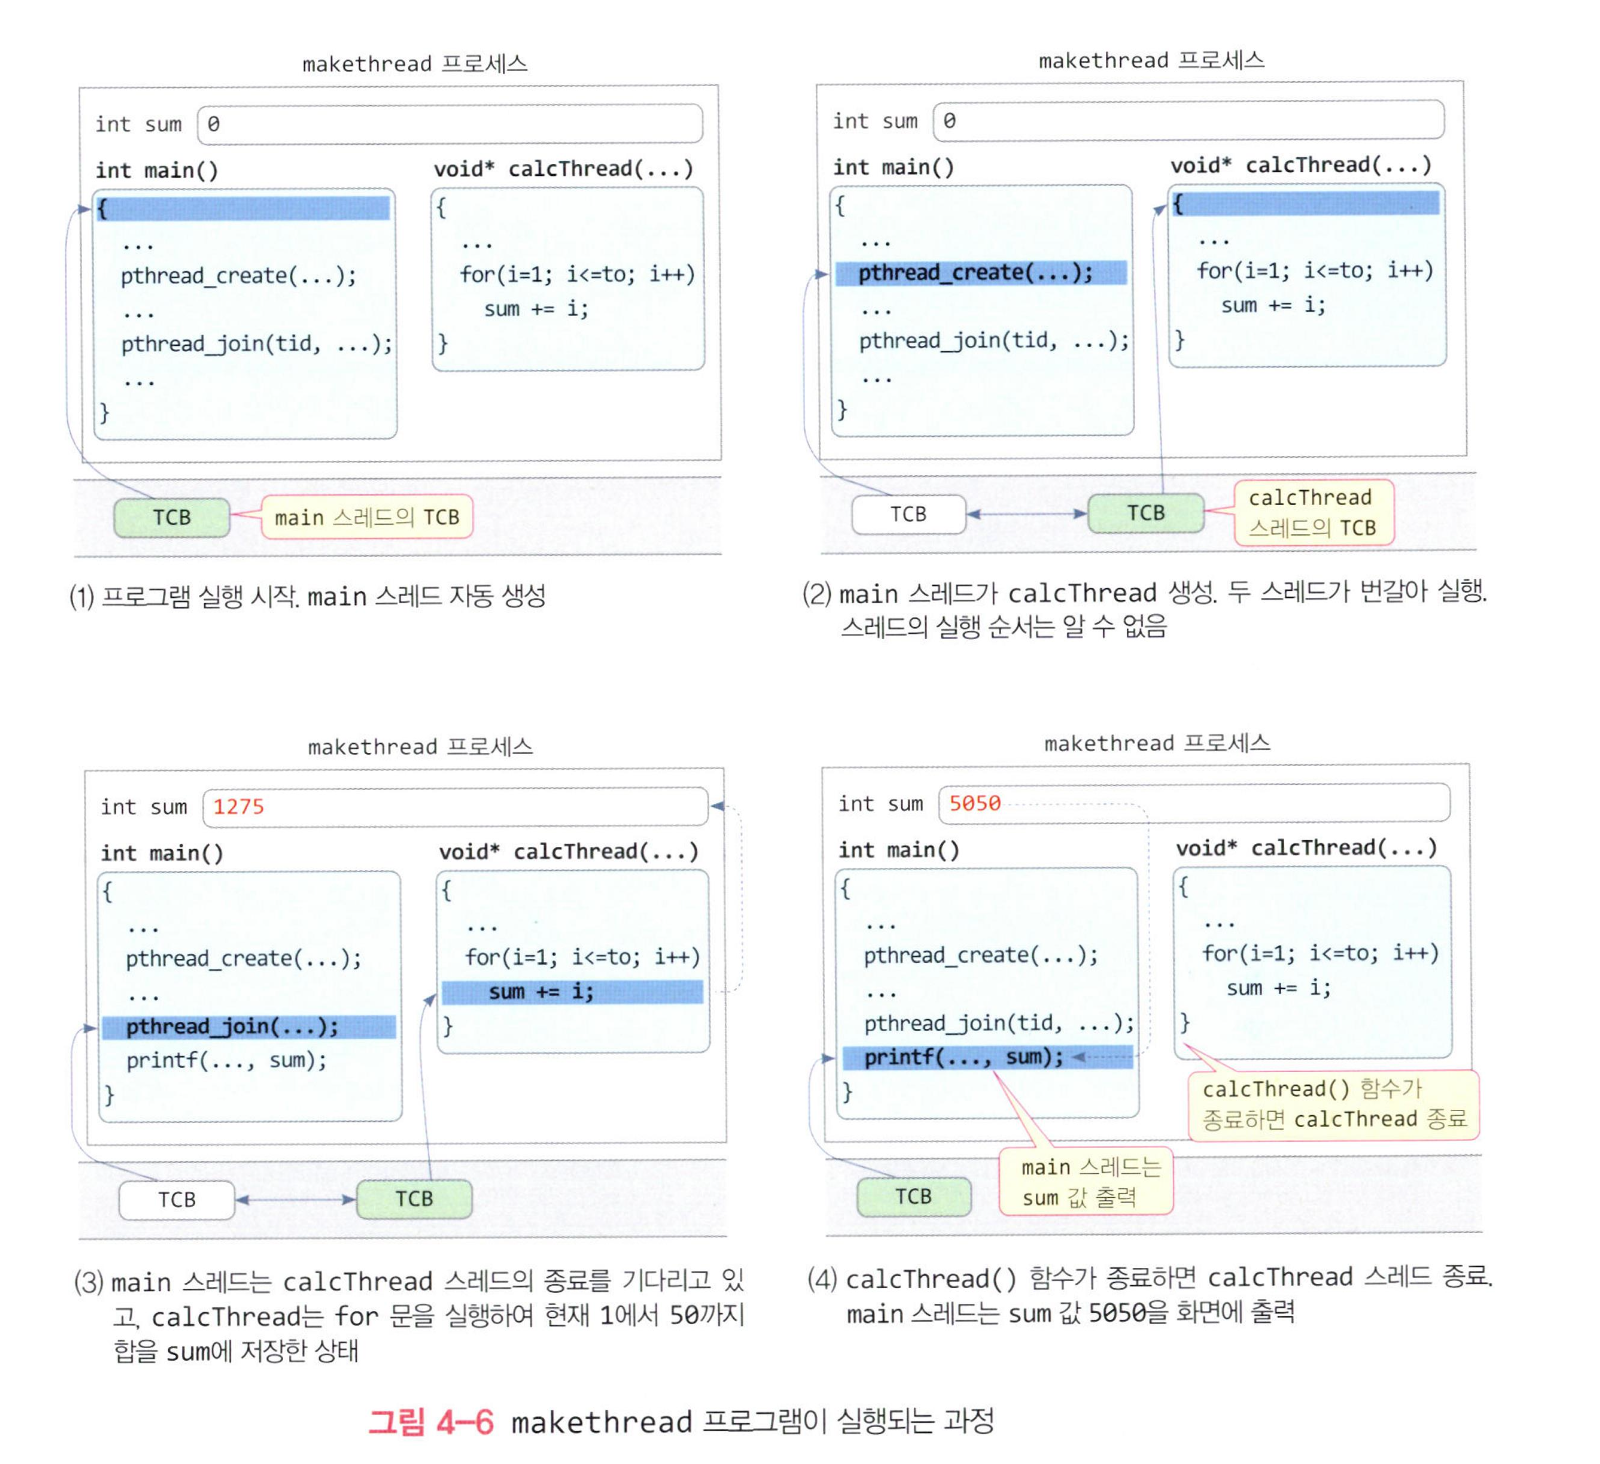 makethread 프로세스
int sum 0
int main()
{
...
pthread_create(...);
...
pthread_join(tid, ...);
...
}
void* calcThread(...)
{
...
for(i=1; i<=to; i++)
sum += i;
}
TCB
main 스레드의 TCB
(1) 프로그램 실행 시작. main 스레드 자동 생성
makethread 프로세스
int sum 0
int main()
{
...
pthread_create(...);
...
pthread_join(tid, ...);
...
}
void* calcThread(...)
{
...
for(i=1; i<=to; i++)
sum += i;
}
TCB
TCB
calcThread
스레드의 TCB
(2) main 스레드가 calcThread 생성. 두 스레드가 번갈아 실행.
스레드의 실행 순서는 알 수 없음
makethread 프로세스
int sum 1275
int main()
{
...
pthread_create(...);
...
pthread_join(...);
printf(..., sum);
}
void* calcThread(...)
{
...
for(i=1; i<=to; i++)
sum += i;
}
TCB
TCB
(3) main 스레드는 calcThread 스레드의 종료를 기다리고 있
고, calcThread는 for 문을 실행하여 현재 1에서 50까지
합을 sum에 저장한 상태
makethread 프로세스
int sum 5050
int main()
{
...
pthread_create(...);
...
pthread_join(tid, ...);
printf(..., sum);
}
void* calcThread(...)
{
...
for(i=1; i<=to; i++)
sum += i;
}
calcThread() 함수가
종료하면 calcThread 종료
main 스레드는
sum 값 출력
TCB
(4) calcThread() 함수가 종료하면 calcThread 스레드 종료.
main 스레드는 sum 값 5050을 화면에 출력
그림 4-6 makethread 프로그램이 실행되는 과정